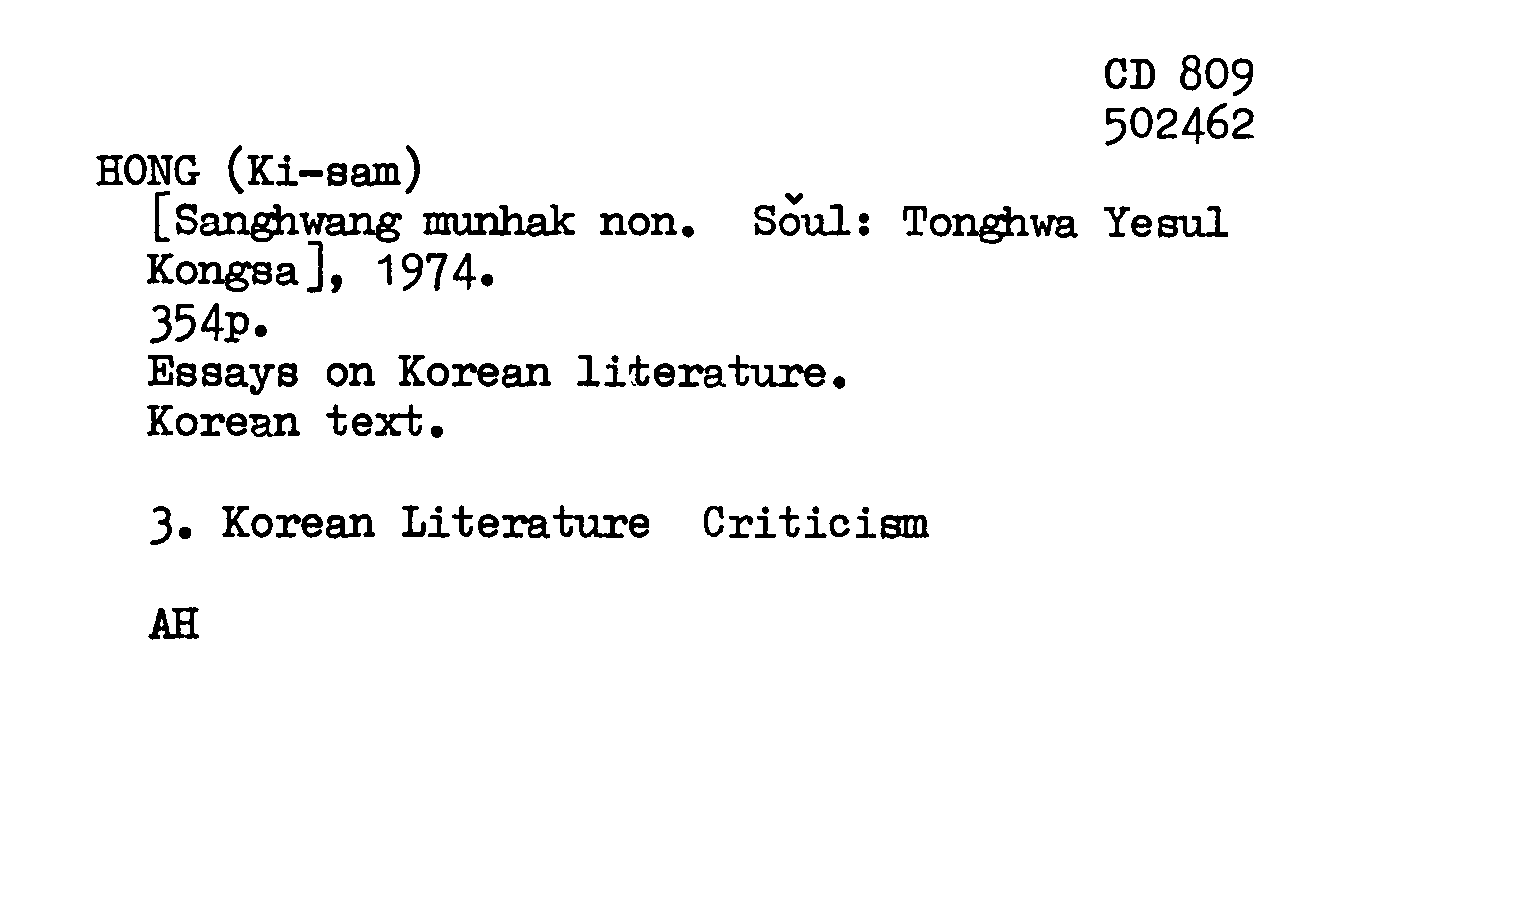 CD 809
502462
HONG (Ki-sam)
[Sanghwang munhak non. Sŏul: Tonghwa Yesul
Kongsa], 1974.
354p.
Essays on Korean literature.
Korean text.
3. Korean Literature Criticism
AH